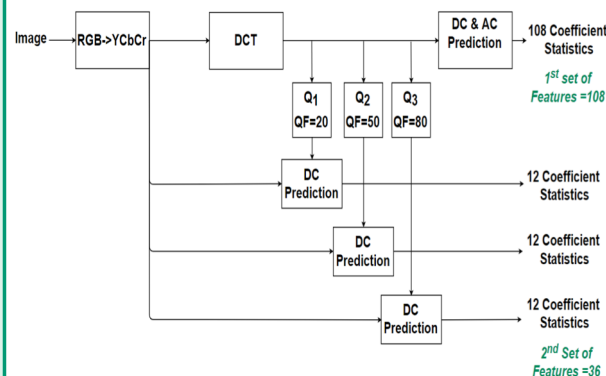 Image
RGB->YCbCr
DCT
DC & AC
Prediction
108 Coefficient
Statistics
1st set of
Features =108
Q1
QF=20
Q2
QF=50
Q3
QF=80
DC
Prediction
12 Coefficient
Statistics
DC
Prediction
12 Coefficient
Statistics
DC
Prediction
12 Coefficient
Statistics
2nd Set of
Features =36